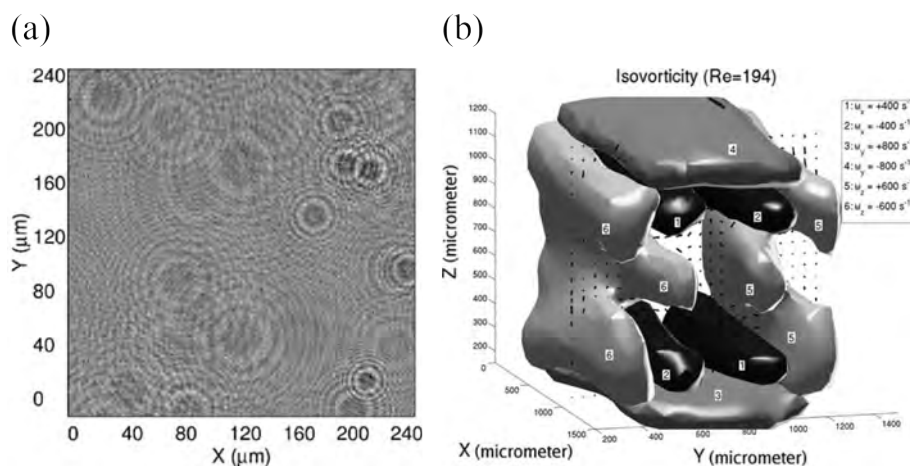 (a)
240
200
160
120
80
40
0
Y (μm)
0 40 80 120 160 200 240
X (μm)
(b)
Isovorticity (Re=194)
1200
1100
1000
900
800
700
600
500
400
300
200
Z (micrometer)
0
500
1000
1500
X (micrometer)
200 400 600 800 1000 1200 1400
Y (micrometer)
1: ωx = +400 s⁻¹
2: ωx = -400 s⁻¹
3: ωy = +800 s⁻¹
4: ωy = -800 s⁻¹
5: ωz = +600 s⁻¹
6: ωz = -600 s⁻¹
4
1
2
5
6
6
5
6
2
1
5
3